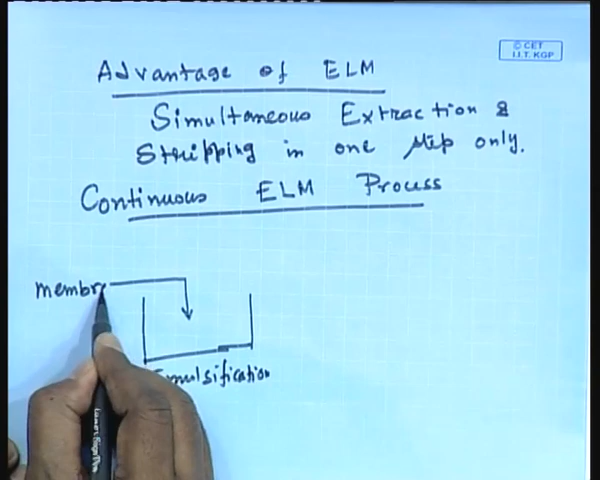 © CET
I.I.T. KGP
Advantage of ELM
Simultaneous Extraction &
Stripping in one step only.
Continuous ELM Process
membr
Emulsification